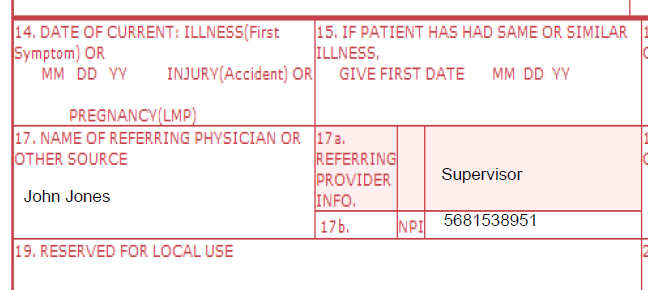 14. DATE OF CURRENT: ILLNESS(First
Symptom) OR
MM DD YY INJURY(Accident) OR
PREGNANCY(LMP)
15. IF PATIENT HAS HAD SAME OR SIMILAR
ILLNESS,
GIVE FIRST DATE MM DD YY
17. NAME OF REFERRING PHYSICIAN OR
OTHER SOURCE
John Jones
17a.
REFERRING
PROVIDER
INFO.
Supervisor
17b. NPI 5681538951
19. RESERVED FOR LOCAL USE